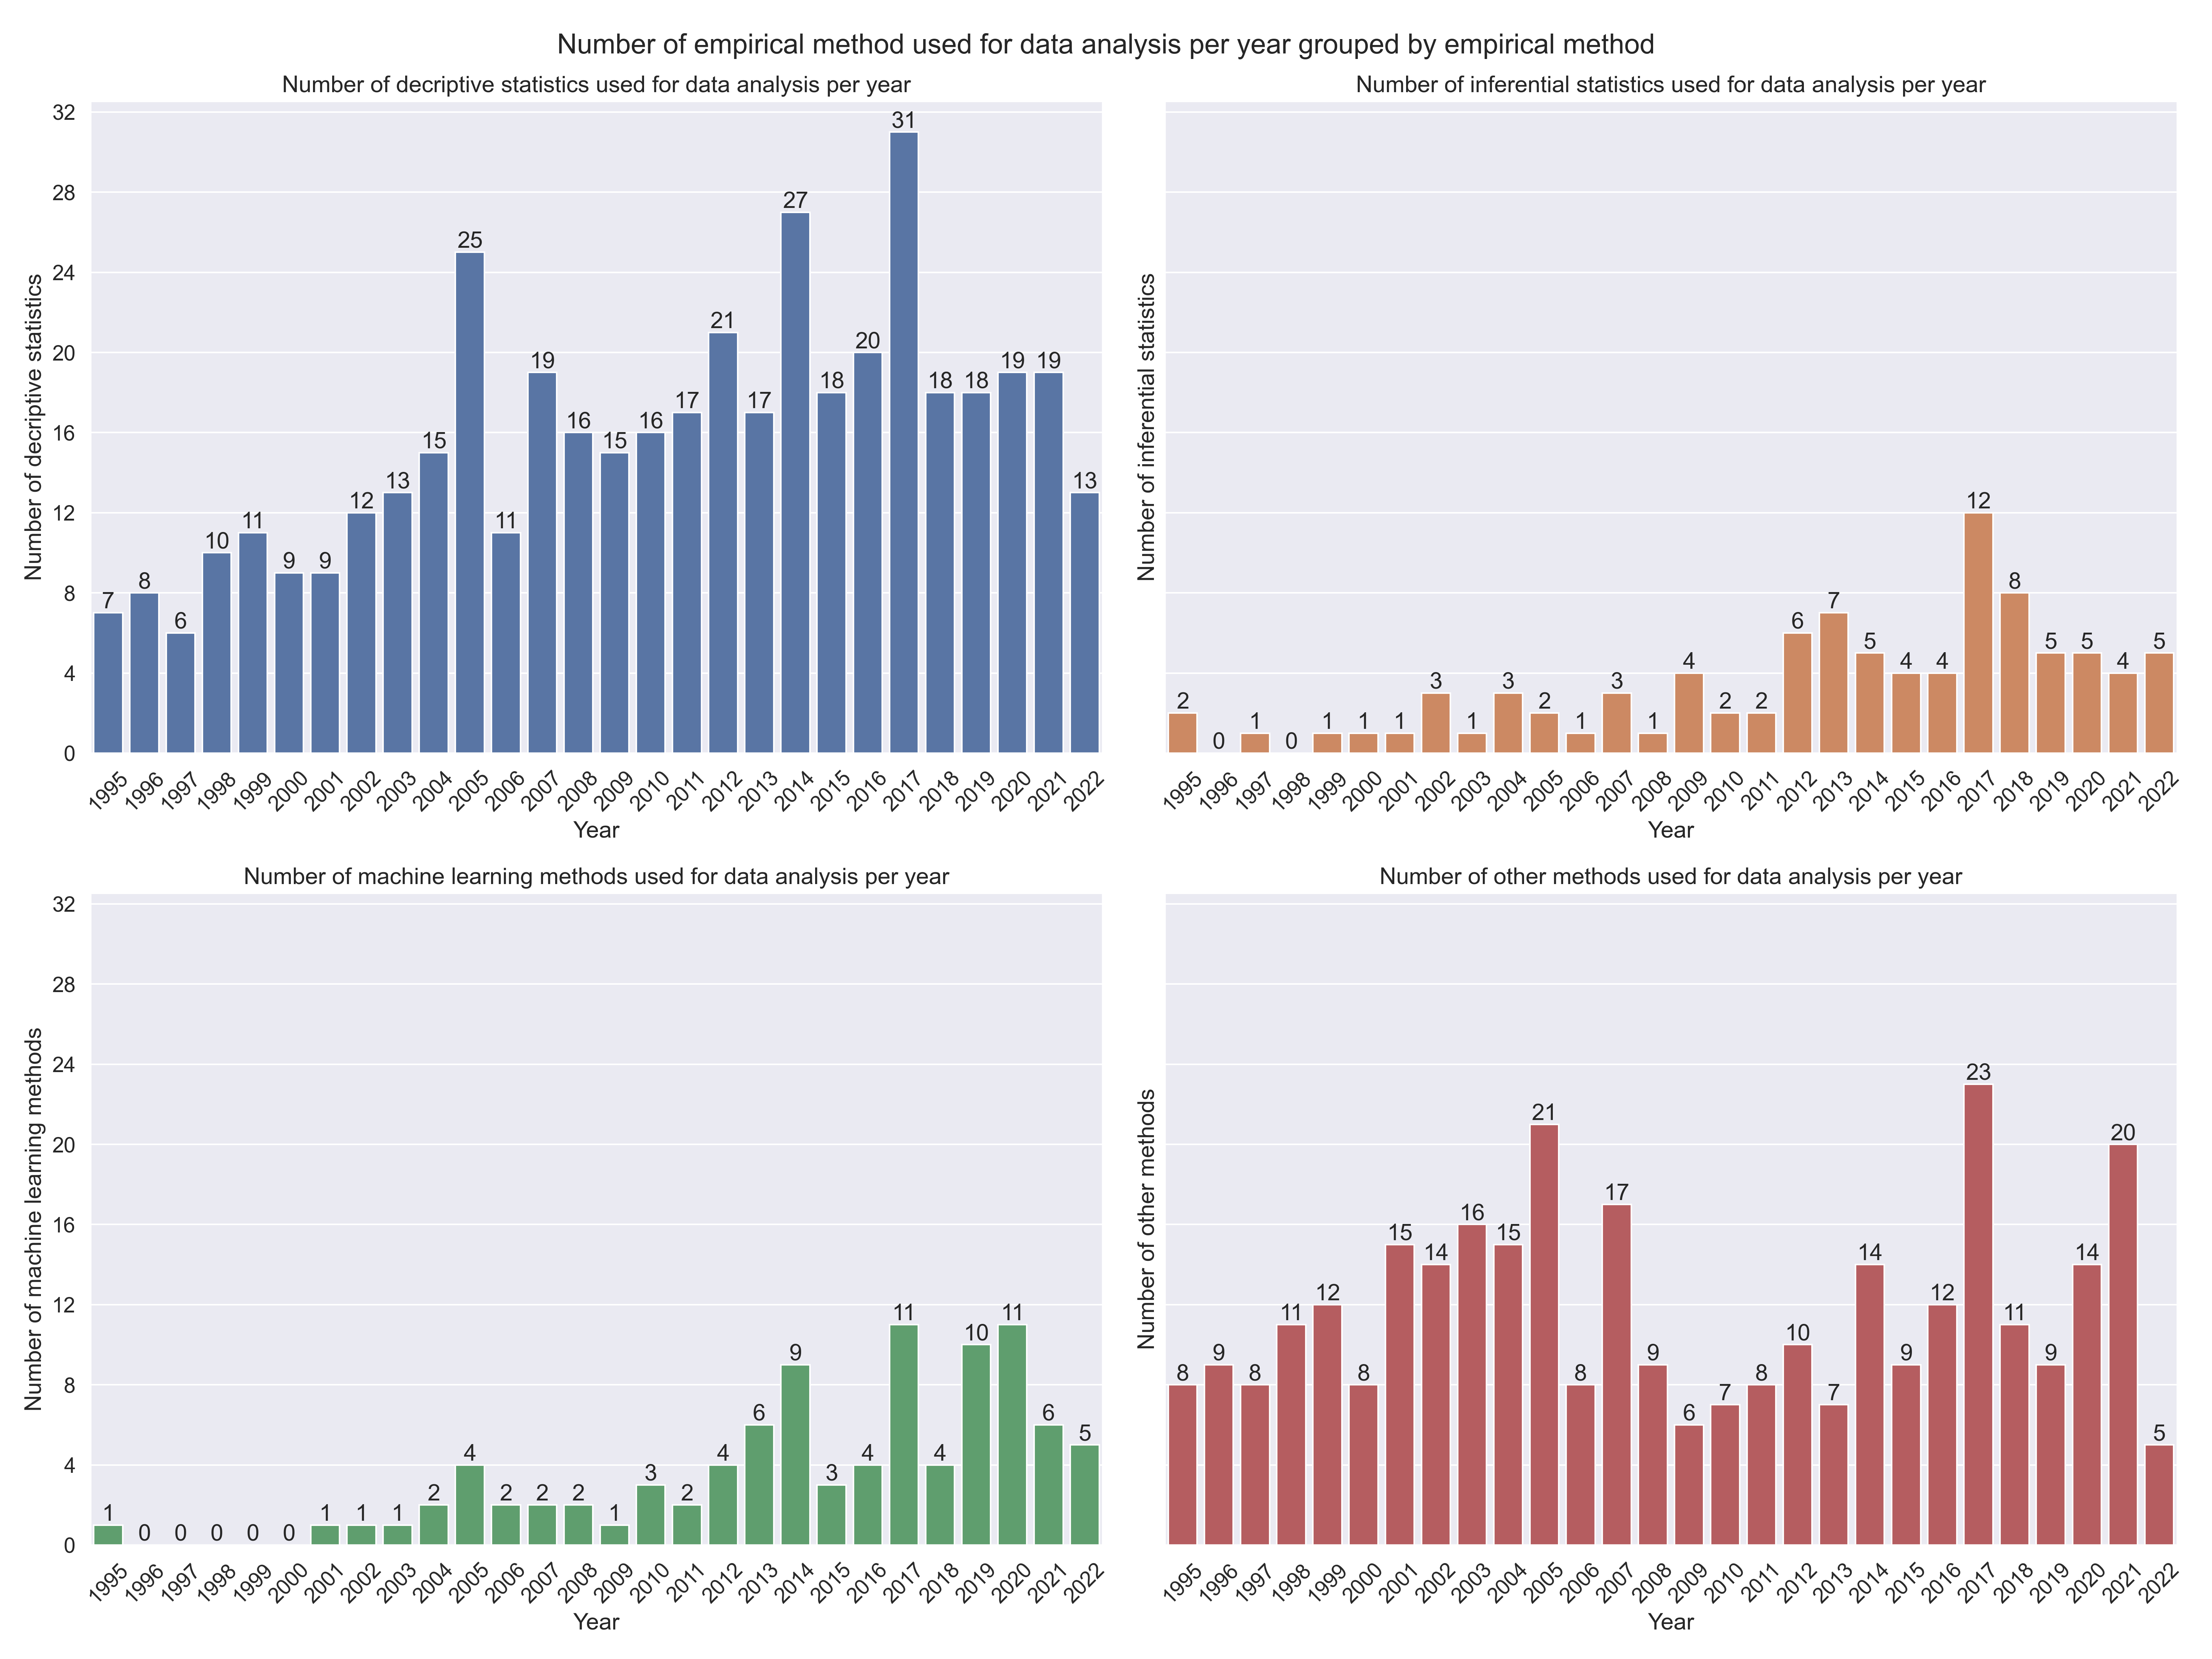 Number of empirical method used for data analysis per year grouped by empirical method
Number of decriptive statistics used for data analysis per year
Number of decriptive statistics
32
28
24
20
16
12
8
4
0
7 8 6 10 11 9 9 12 13 15 25 11 19 16 15 16 17 21 17 27 18 20 31 18 18 19 19 13
1995 1996 1997 1998 1999 2000 2001 2002 2003 2004 2005 2006 2007 2008 2009 2010 2011 2012 2013 2014 2015 2016 2017 2018 2019 2020 2021 2022
Year
Number of inferential statistics used for data analysis per year
Number of inferential statistics
2 0 1 0 1 1 1 3 1 3 2 1 3 1 4 2 2 6 7 5 4 4 12 8 5 5 4 5
1995 1996 1997 1998 1999 2000 2001 2002 2003 2004 2005 2006 2007 2008 2009 2010 2011 2012 2013 2014 2015 2016 2017 2018 2019 2020 2021 2022
Year
Number of machine learning methods used for data analysis per year
Number of machine learning methods
32
28
24
20
16
12
8
4
0
1 0 0 0 0 0 1 1 1 2 4 2 2 2 1 3 2 4 6 9 3 4 11 4 10 11 6 5
1995 1996 1997 1998 1999 2000 2001 2002 2003 2004 2005 2006 2007 2008 2009 2010 2011 2012 2013 2014 2015 2016 2017 2018 2019 2020 2021 2022
Year
Number of other methods used for data analysis per year
Number of other methods
8 9 8 11 12 8 15 14 16 15 21 8 17 9 6 7 8 10 7 14 9 12 23 11 9 14 20 5
1995 1996 1997 1998 1999 2000 2001 2002 2003 2004 2005 2006 2007 2008 2009 2010 2011 2012 2013 2014 2015 2016 2017 2018 2019 2020 2021 2022
Year